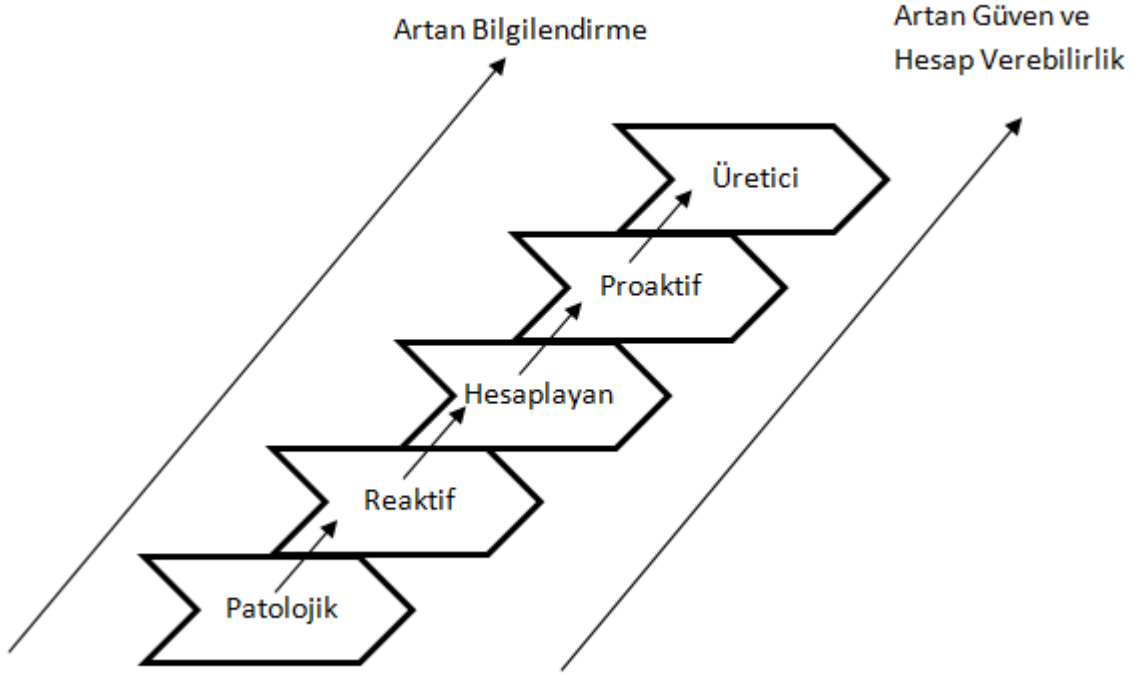 Artan Bilgilendirme
Artan Güven ve
Hesap Verebilirlik
Üretici
Proaktif
Hesaplayan
Reaktif
Patolojik